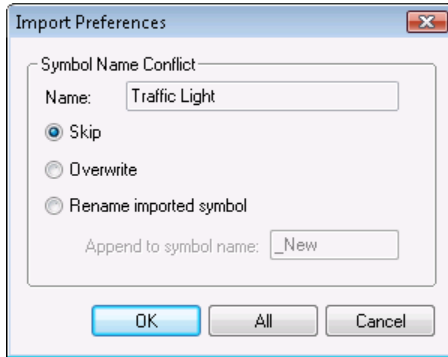 Import Preferences
Symbol Name Conflict
Name: Traffic Light
Skip
Overwrite
Rename imported symbol
Append to symbol name: _New
OK All Cancel